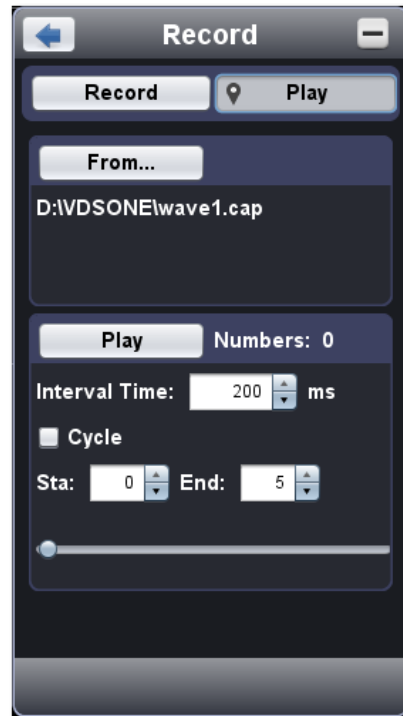 Record
Record Play
From...
D:\VDSONE\wave1.cap
Play Numbers: 0
Interval Time: 200 ms
Cycle
Sta: 0 End: 5